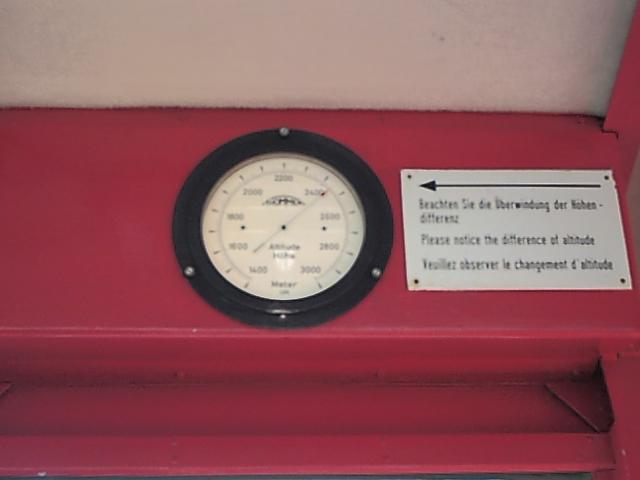 2200
2000
2400
1800
2600
1600
2800
Altitude
Höhe
1400
3000
Meter
Beachten Sie die Überwindung der Höhen-
differenz
Please notice the difference of altitude
Veuillez observer le changement d'altitude